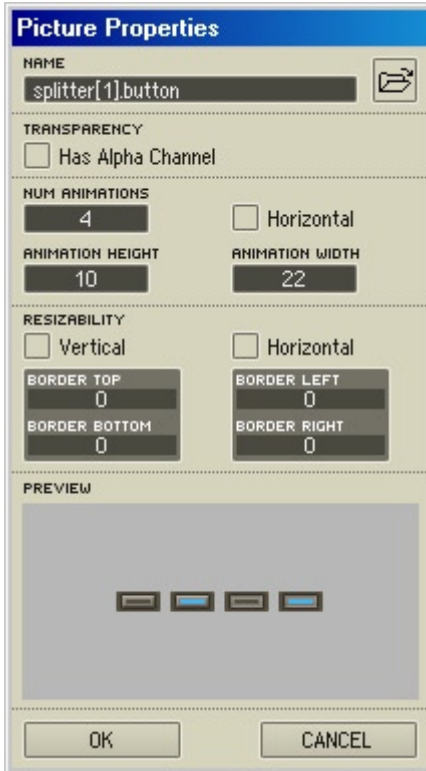 Picture Properties
NAME
splitter[1].button
TRANSPARENCY
Has Alpha Channel
NUM ANIMATIONS
4
Horizontal
ANIMATION HEIGHT ANIMATION WIDTH
10 22
RESIZABILITY
Vertical Horizontal
BORDER TOP BORDER LEFT
0 0
BORDER BOTTOM BORDER RIGHT
0 0
PREVIEW
OK CANCEL